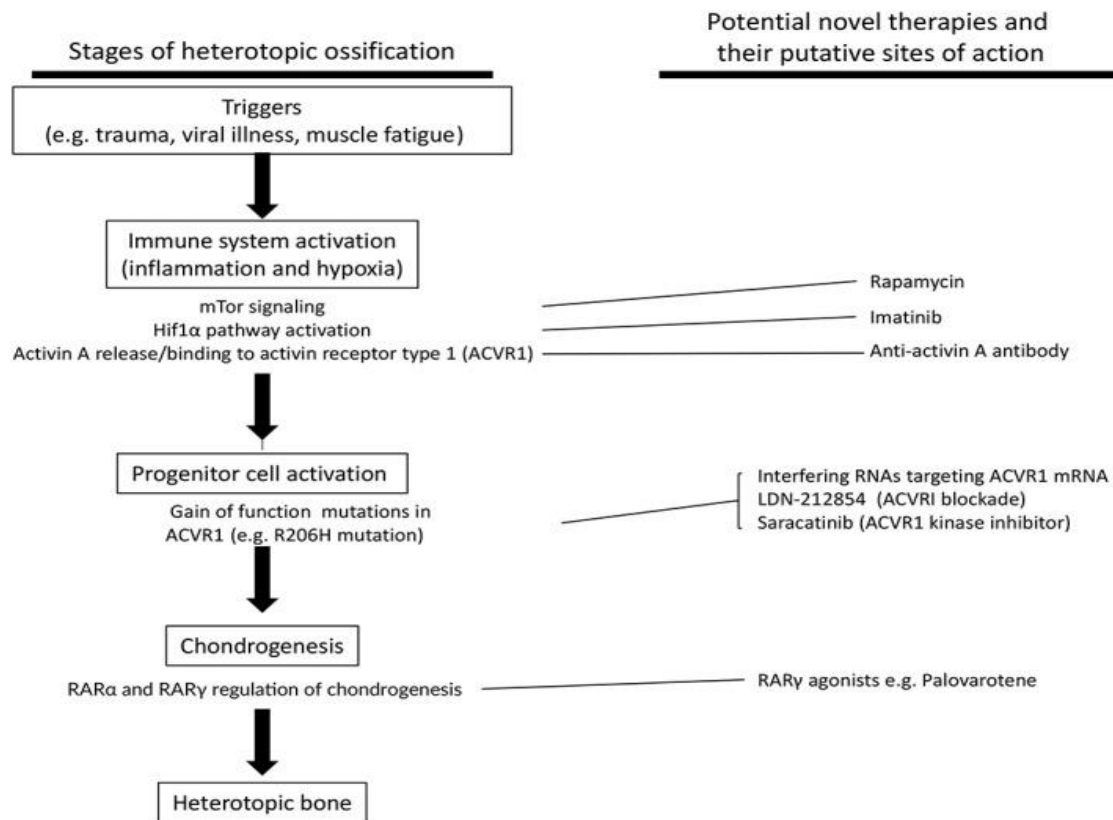 Stages of heterotopic ossification
Potential novel therapies and
their putative sites of action
Triggers
(e.g. trauma, viral illness, muscle fatigue)
Immune system activation
(inflammation and hypoxia)
mTor signaling
Hif1α pathway activation
Activin A release/binding to activin receptor type 1 (ACVR1)
Rapamycin
Imatinib
Anti-activin A antibody
Progenitor cell activation
Gain of function mutations in
ACVR1 (e.g. R206H mutation)
Interfering RNAs targeting ACVR1 mRNA
LDN-212854 (ACVRI blockade)
Saracatinib (ACVR1 kinase inhibitor)
Chondrogenesis
RARα and RARγ regulation of chondrogenesis
RARγ agonists e.g. Palovarotene
Heterotopic bone